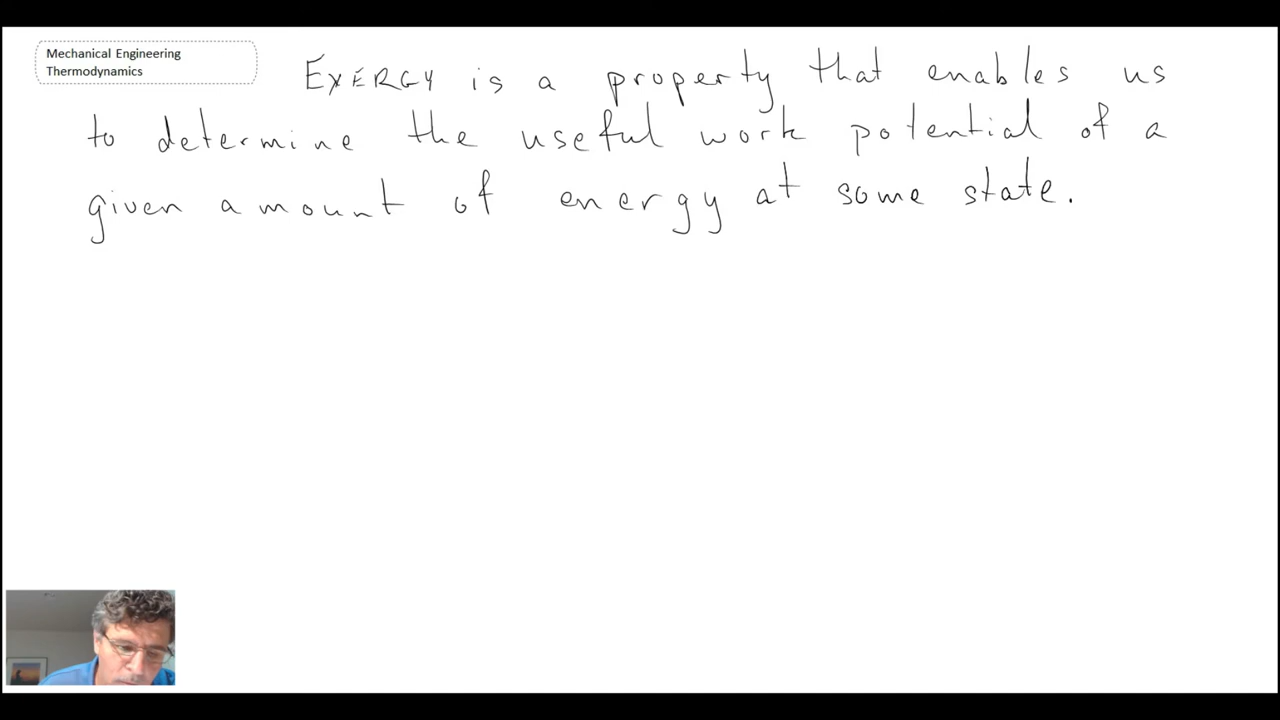 Mechanical Engineering
Thermodynamics
EXERGY is a property that enables us
to determine the useful work potential of a
given amount of energy at some state.